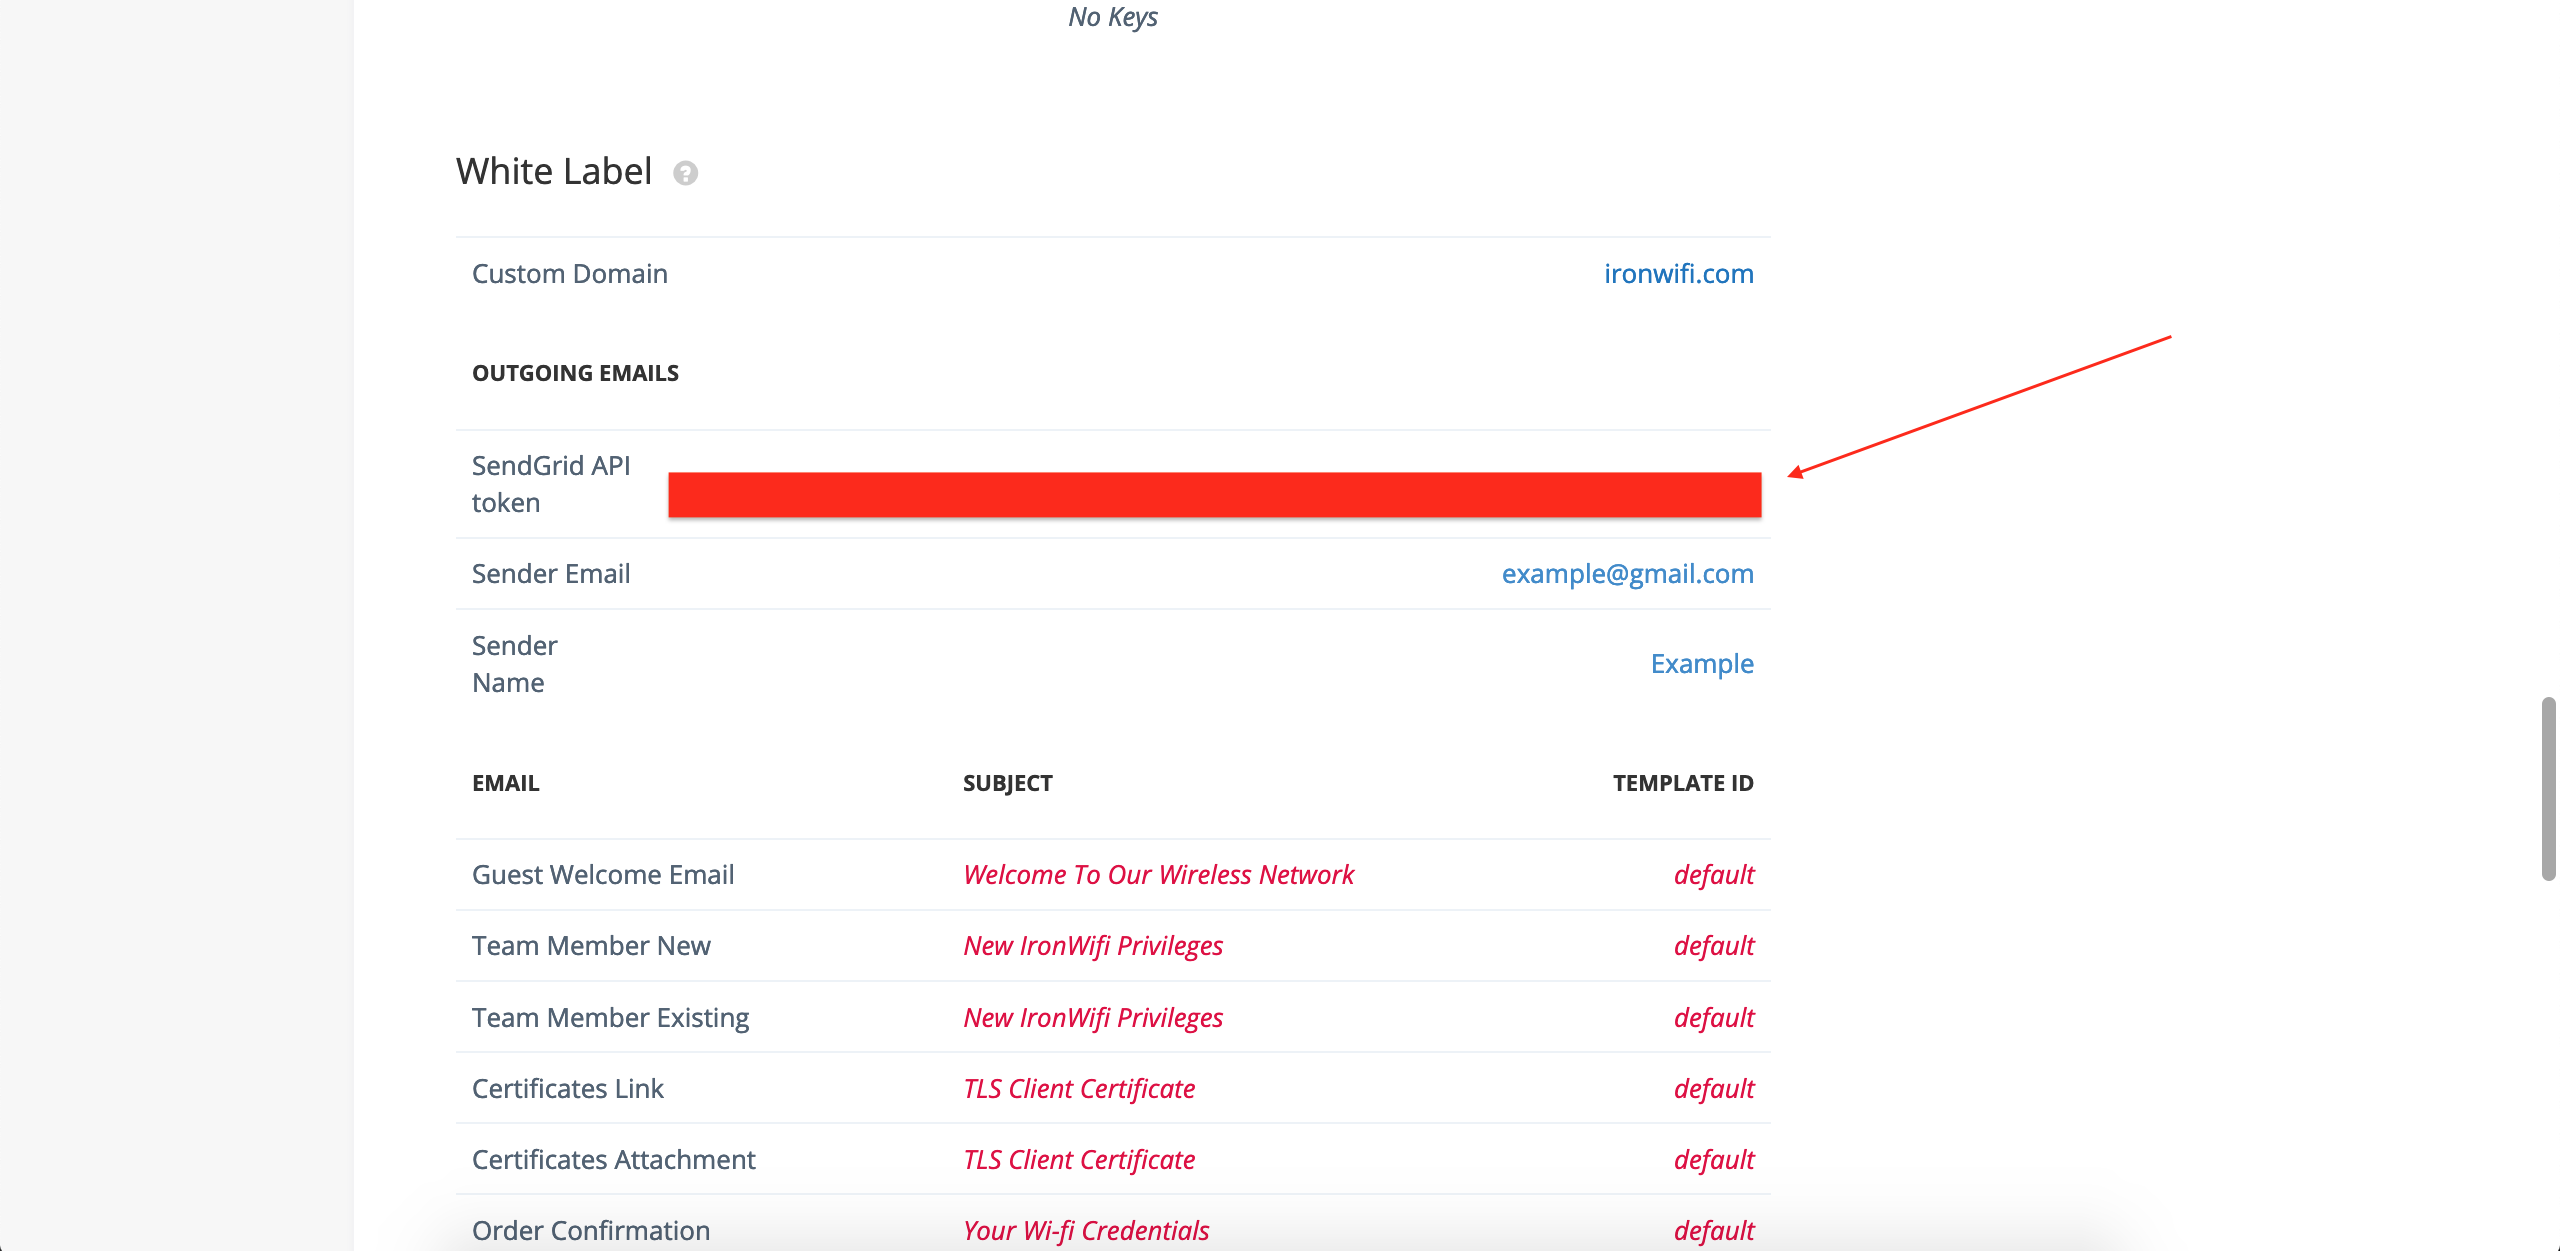 No Keys
White Label ?
Custom Domain ironwifi.com
OUTGOING EMAILS
SendGrid API
token
Sender Email example@gmail.com
Sender
Name
Example
EMAIL SUBJECT TEMPLATE ID
Guest Welcome Email Welcome To Our Wireless Network default
Team Member New New IronWifi Privileges default
Team Member Existing New IronWifi Privileges default
Certificates Link TLS Client Certificate default
Certificates Attachment TLS Client Certificate default
Order Confirmation Your Wi-fi Credentials default